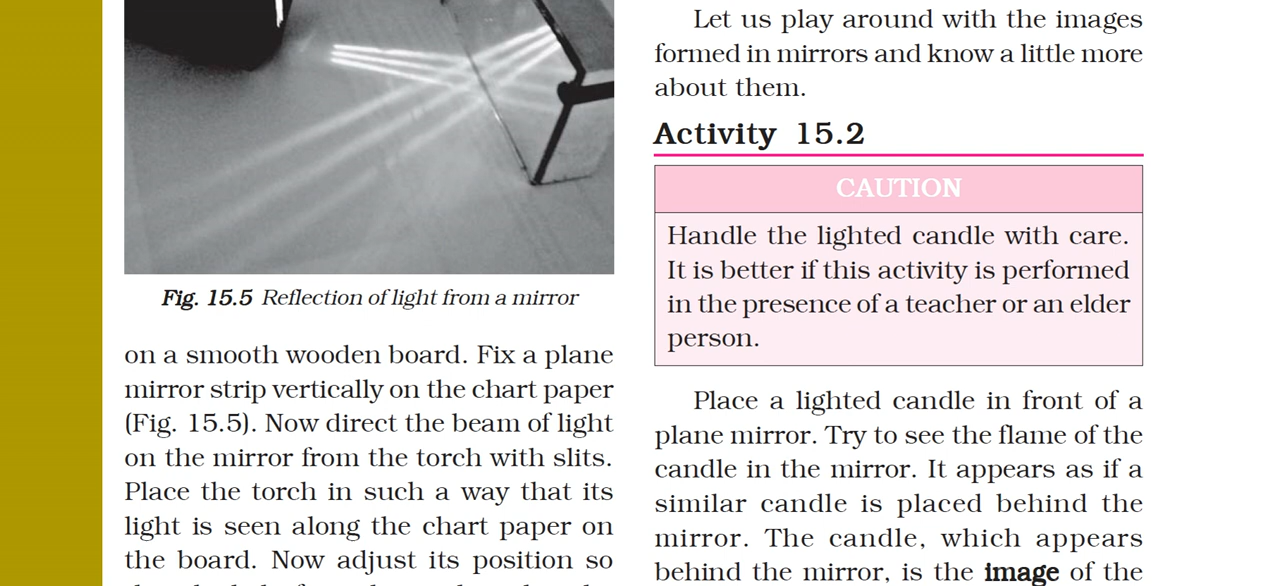 Fig. 15.5 Reflection of light from a mirror
on a smooth wooden board. Fix a plane
mirror strip vertically on the chart paper
(Fig. 15.5). Now direct the beam of light
on the mirror from the torch with slits.
Place the torch in such a way that its
light is seen along the chart paper on
the board. Now adjust its position so
Let us play around with the images
formed in mirrors and know a little more
about them.
Activity 15.2
CAUTION
Handle the lighted candle with care.
It is better if this activity is performed
in the presence of a teacher or an elder
person.
Place a lighted candle in front of a
plane mirror. Try to see the flame of the
candle in the mirror. It appears as if a
similar candle is placed behind the
mirror. The candle, which appears
behind the mirror, is the image of the